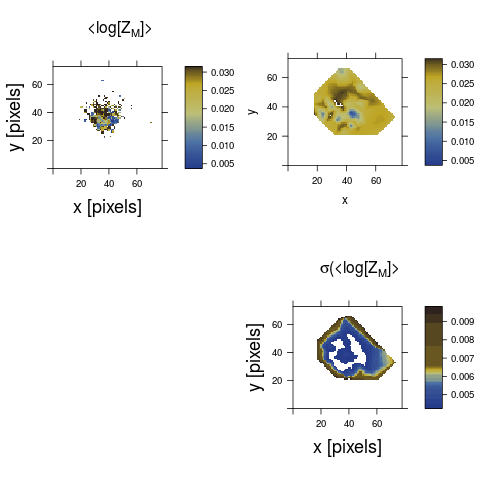 <log[Z_M]>
y [pixels]
60
40
20
20 40 60
x [pixels]
0.030
0.025
0.020
0.015
0.010
0.005
y
60
40
20
20 40 60
x
0.030
0.025
0.020
0.015
0.010
0.005
σ(<log[Z_M]>
y [pixels]
60
40
20
20 40 60
x [pixels]
0.009
0.008
0.007
0.006
0.005